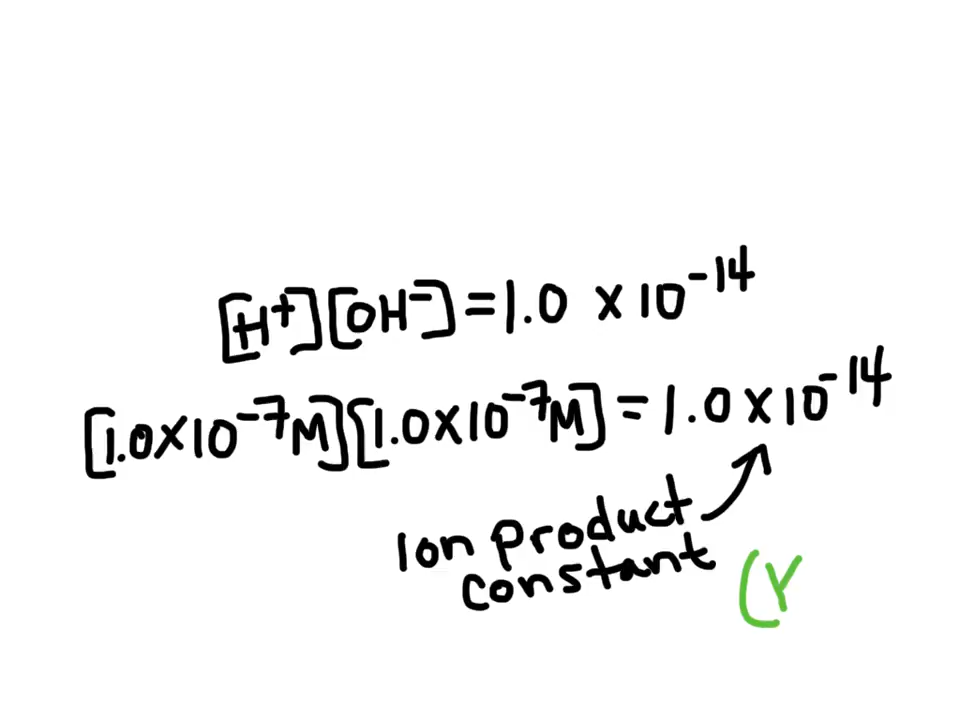 [H⁺][OH⁻] = 1.0 x 10⁻¹⁴
[1.0x10⁻⁷M][1.0x10⁻⁷M] = 1.0 x 10⁻¹⁴
Ion product
constant